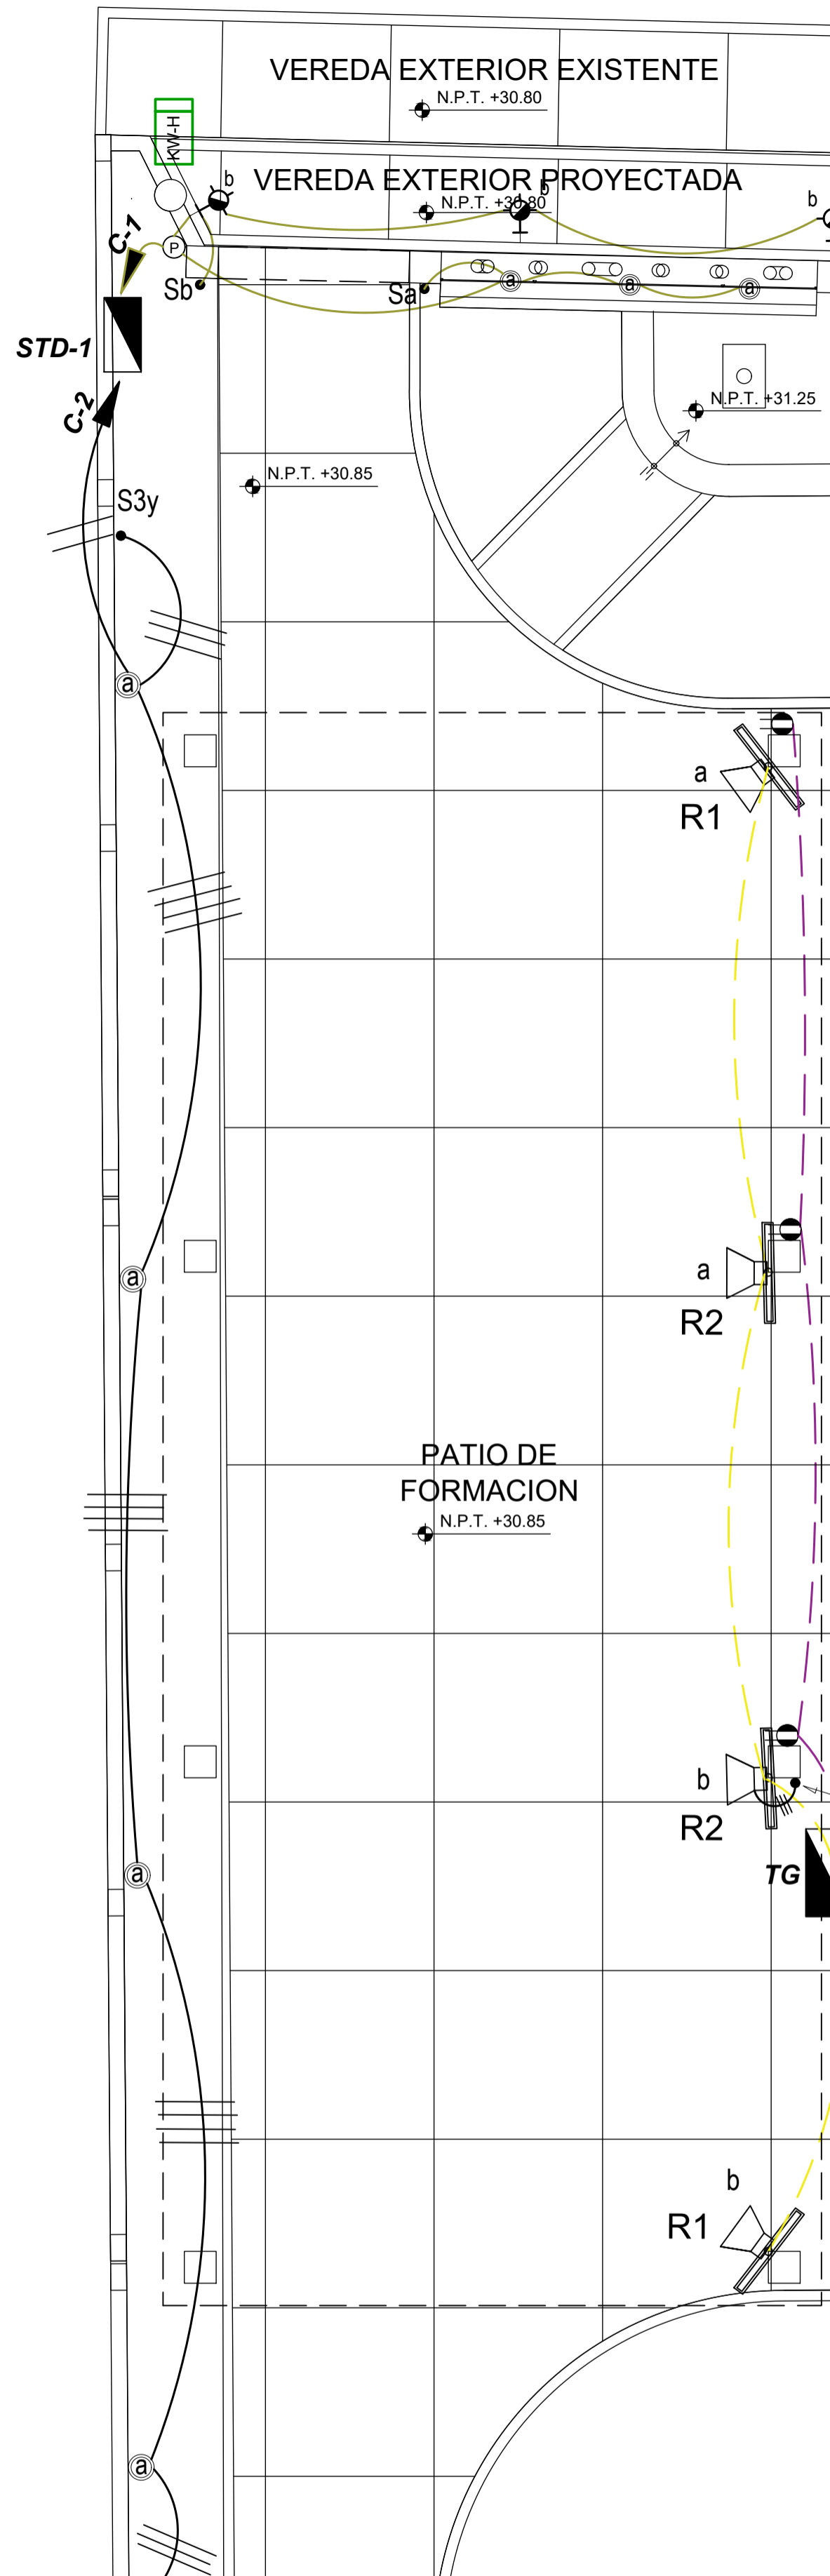 VEREDA EXTERIOR EXISTENTE
N.P.T. +30.80
KW-H
b
VEREDA EXTERIOR PROYECTADA
b
b
N.P.T. +30.80
C-1
P
Sb
Sa
a
a
a
STD-1
C-2
N.P.T. +31.25
N.P.T. +30.85
S3y
a
a
R1
a
a
R2
PATIO DE
FORMACION
N.P.T. +30.85
b
R2
a
TG
b
R1
a